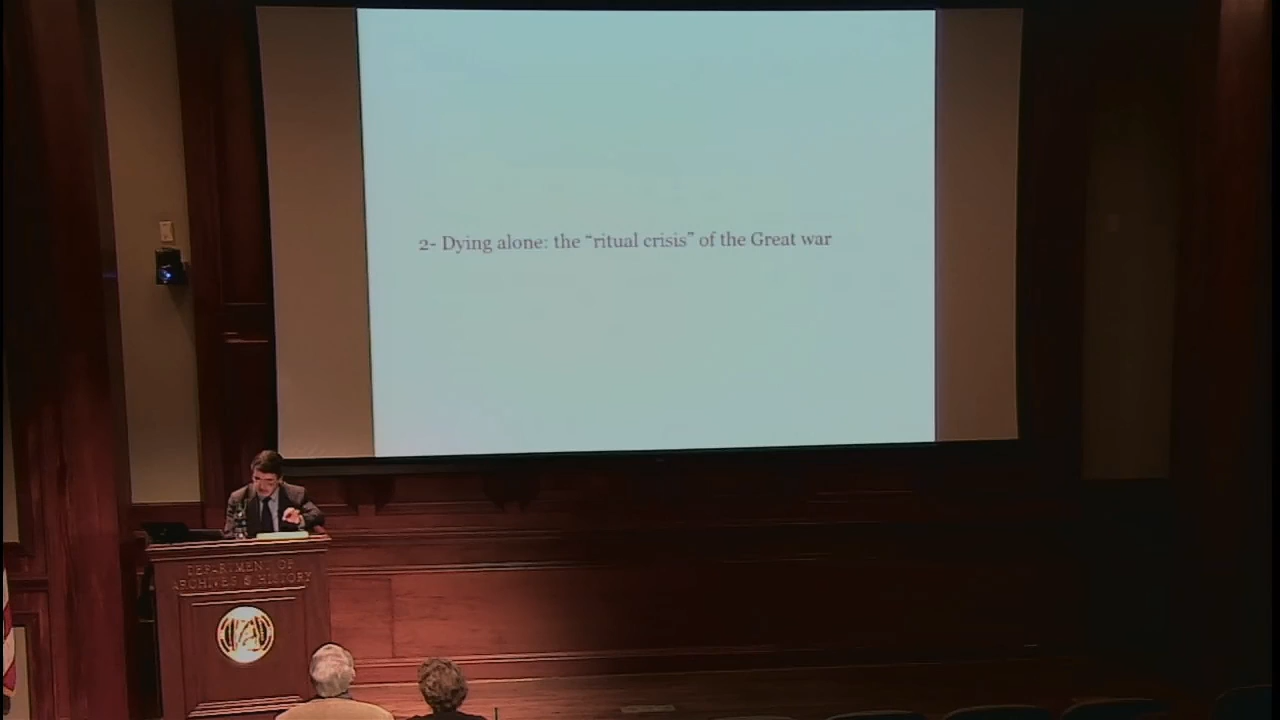 2- Dying alone: the “ritual crisis” of the Great war
DEPARTMENT OF
ARCHIVES & HISTORY